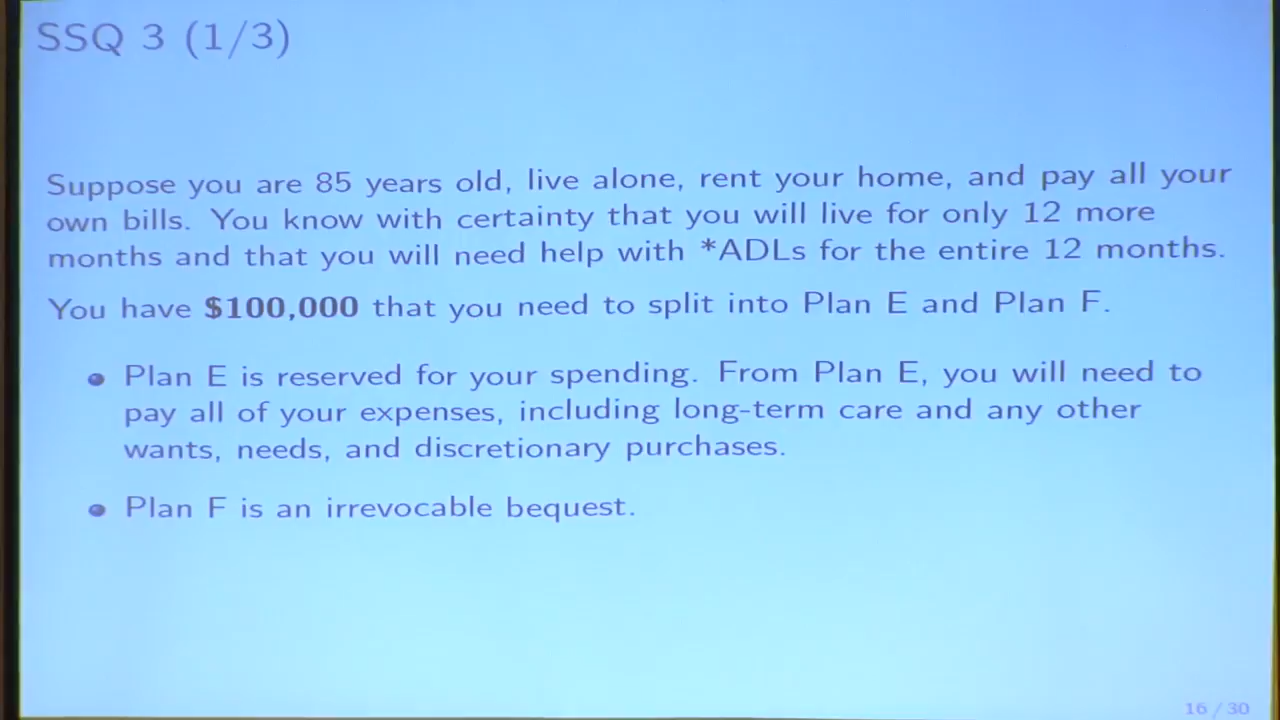 SSQ 3 (1/3)
Suppose you are 85 years old, live alone, rent your home, and pay all your
own bills. You know with certainty that you will live for only 12 more
months and that you will need help with *ADLs for the entire 12 months.
You have $100,000 that you need to split into Plan E and Plan F.
Plan E is reserved for your spending. From Plan E, you will need to
pay all of your expenses, including long-term care and any other
wants, needs, and discretionary purchases.
Plan F is an irrevocable bequest.
16 / 30